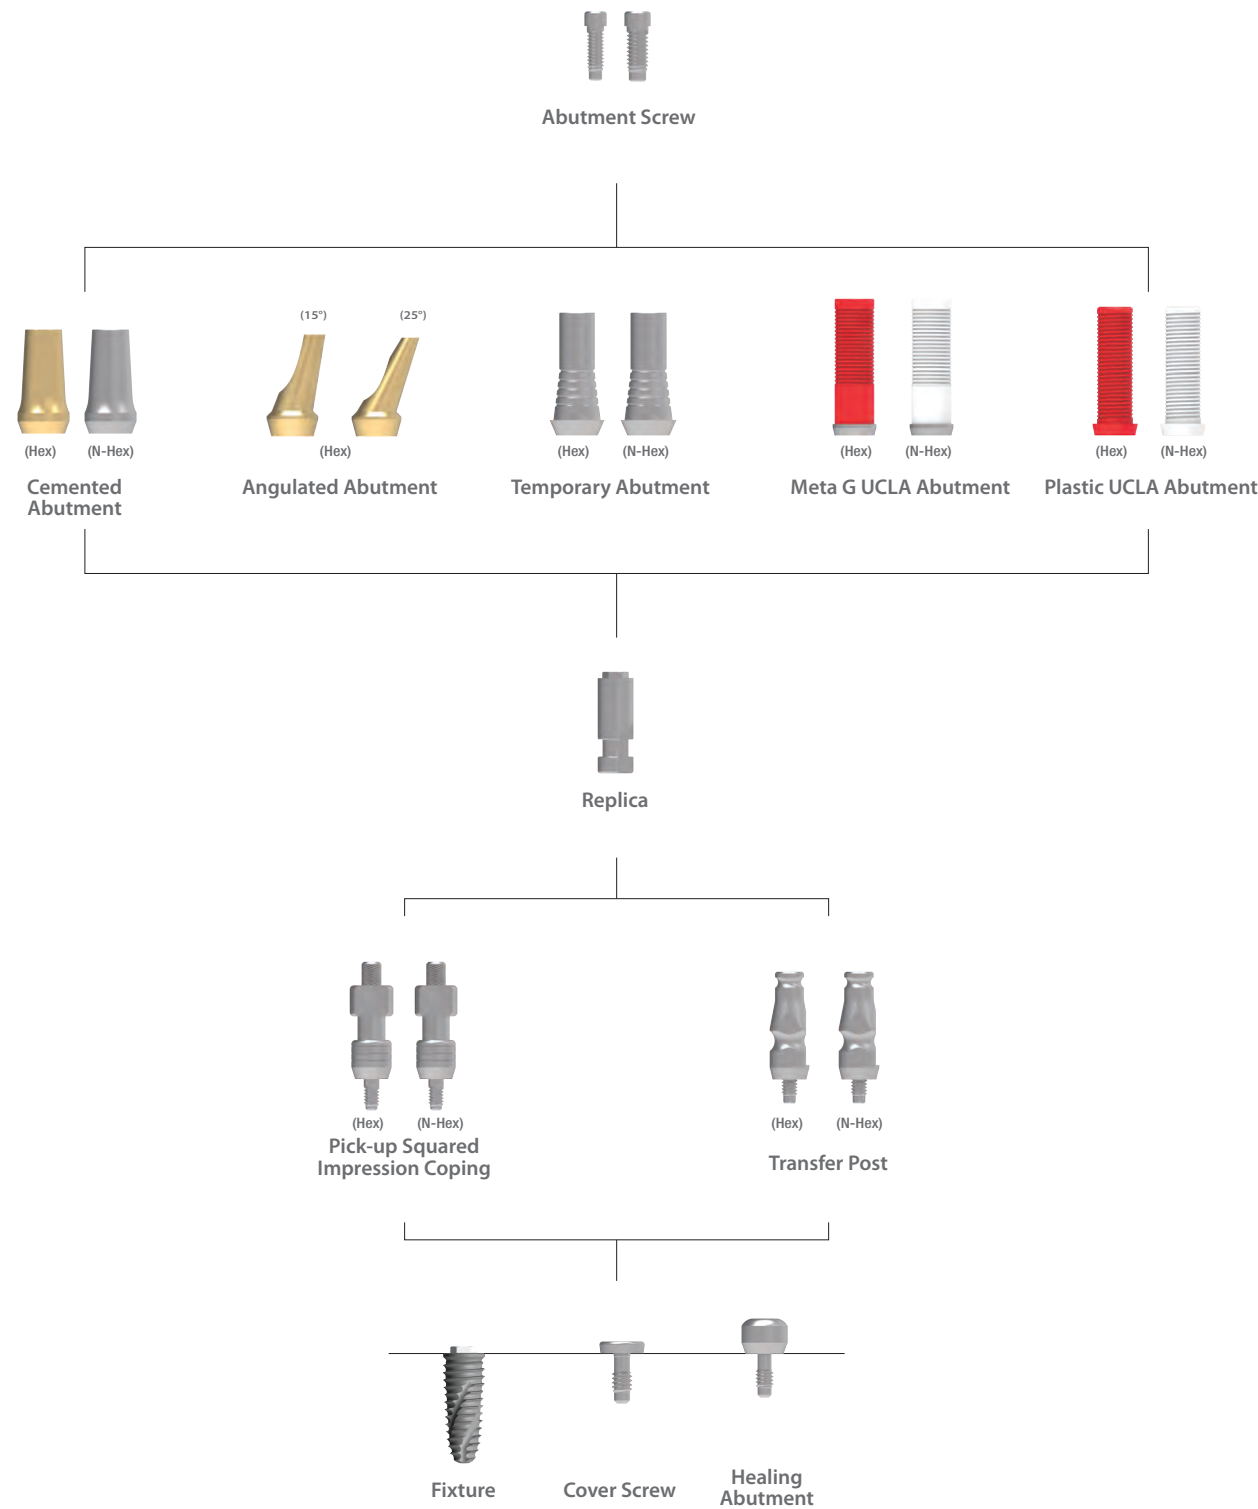 Abutment Screw
(15°) (25°)
(Hex) (N-Hex) (Hex) (Hex) (N-Hex) (Hex) (N-Hex) (Hex) (N-Hex)
Cemented
Abutment
Angulated Abutment
Temporary Abutment
Meta G UCLA Abutment
Plastic UCLA Abutment
Replica
(Hex) (N-Hex)
Pick-up Squared
Impression Coping
(Hex) (N-Hex)
Transfer Post
Fixture
Cover Screw
Healing
Abutment